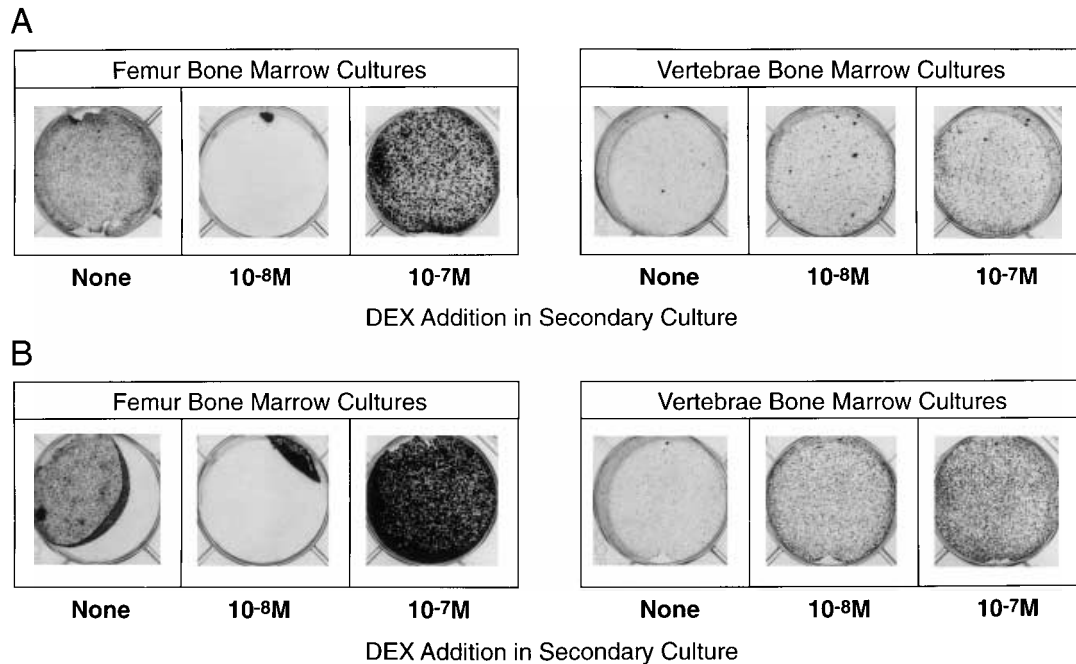 A
Femur Bone Marrow Cultures
Vertebrae Bone Marrow Cultures
None
10-8M
10-7M
None
10-8M
10-7M
DEX Addition in Secondary Culture
B
Femur Bone Marrow Cultures
Vertebrae Bone Marrow Cultures
None
10-8M
10-7M
None
10-8M
10-7M
DEX Addition in Secondary Culture